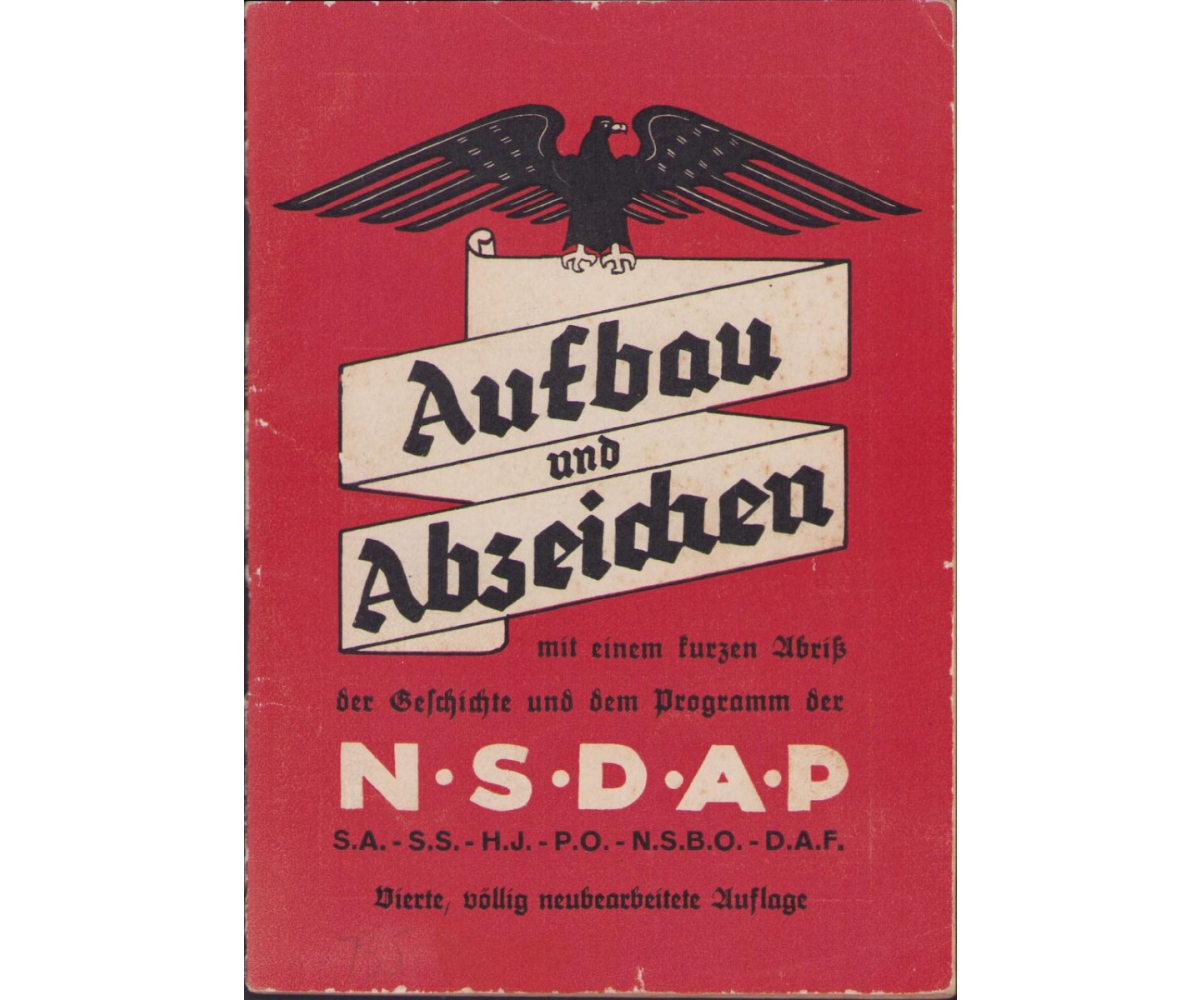 Aufbau
und
Abzeichen
mit einem kurzen Abriß
der Geschichte und dem Programm der
N·S·D·A·P
S.A. - S.S. - H.J. - P.O. - N.S.B.O. - D.A.F.
Vierte, völlig neubearbeitete Auflage